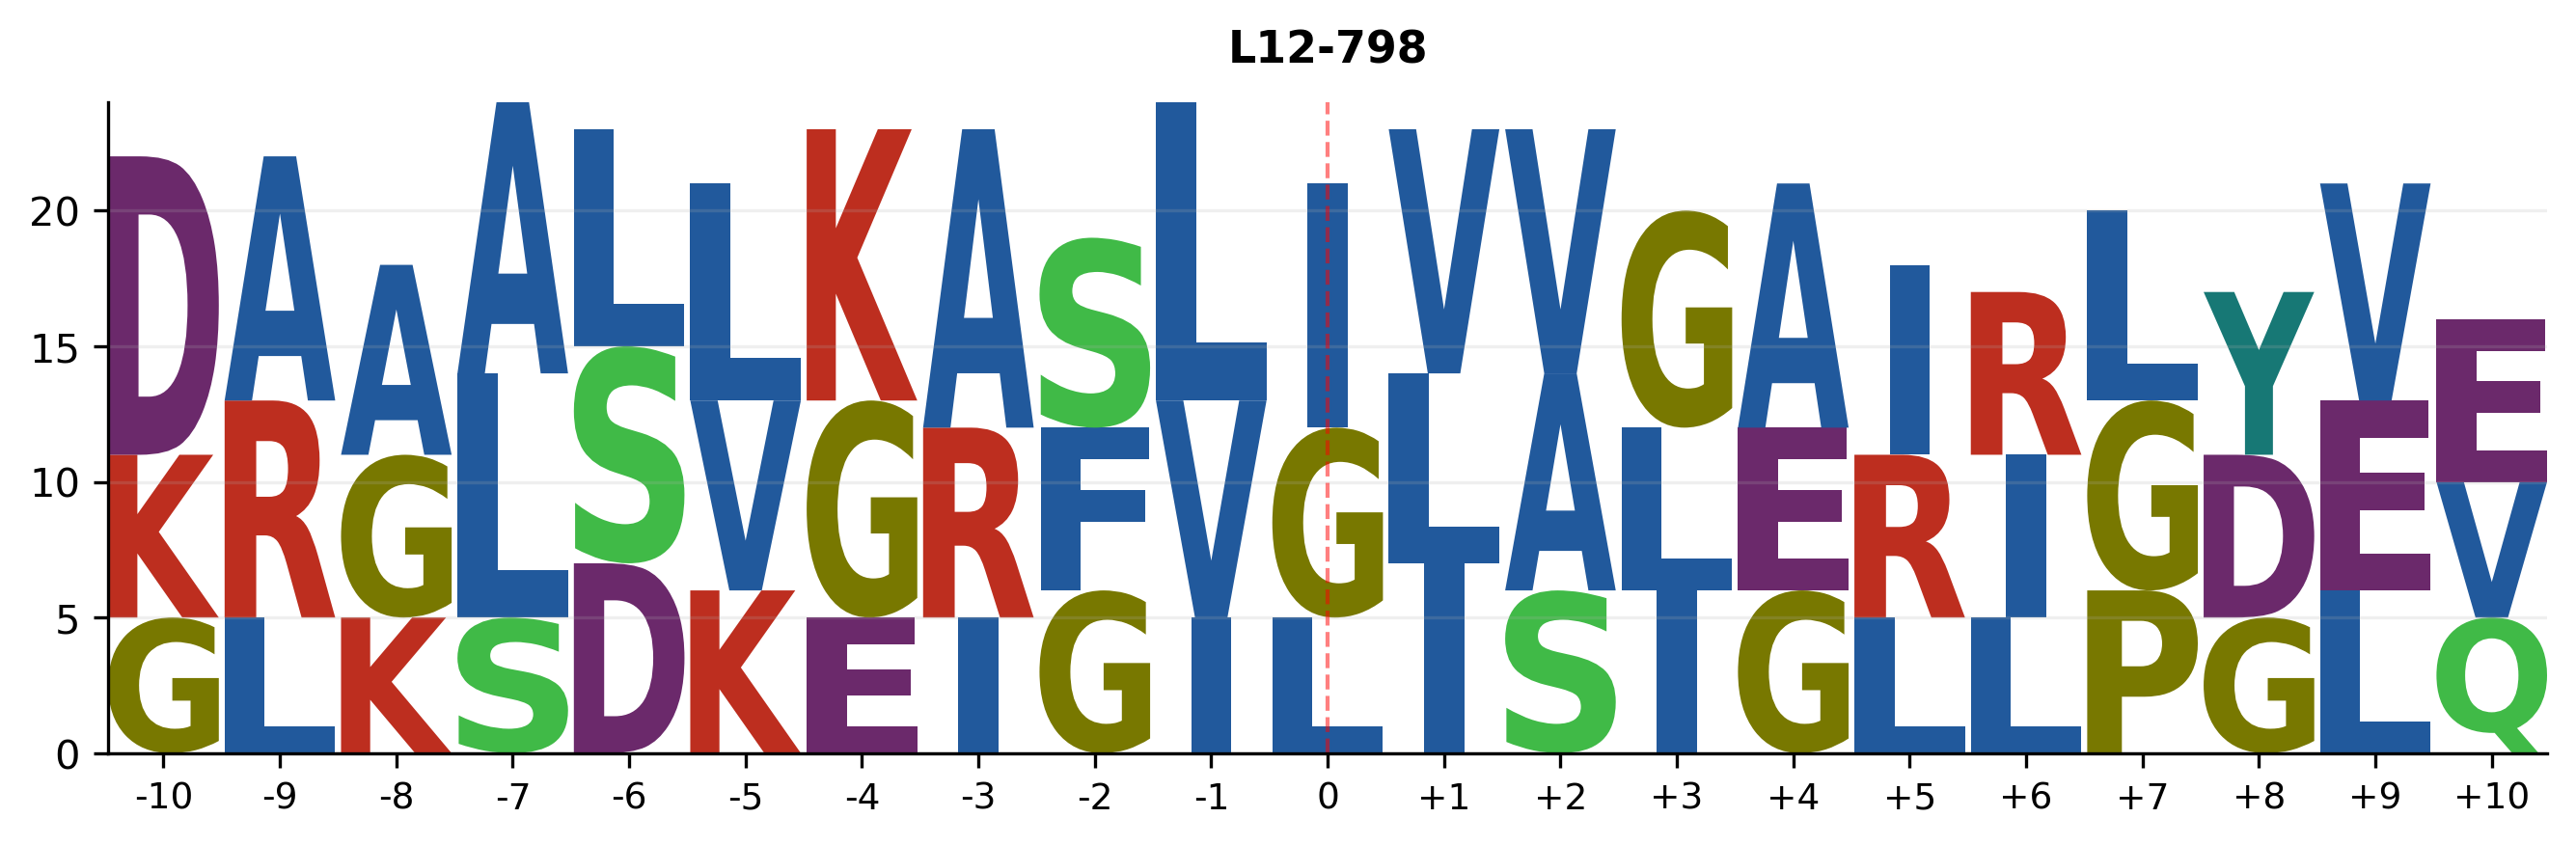 L12-798
20
15
10
5
0
D A A A L L K A S L I V V G A I R L Y V E
K R G L S V G R F V G L A L E R I G D E V
G L K S D K E I G I L I S I G L L P G L Q
-10 -9 -8 -7 -6 -5 -4 -3 -2 -1 0 +1 +2 +3 +4 +5 +6 +7 +8 +9 +10